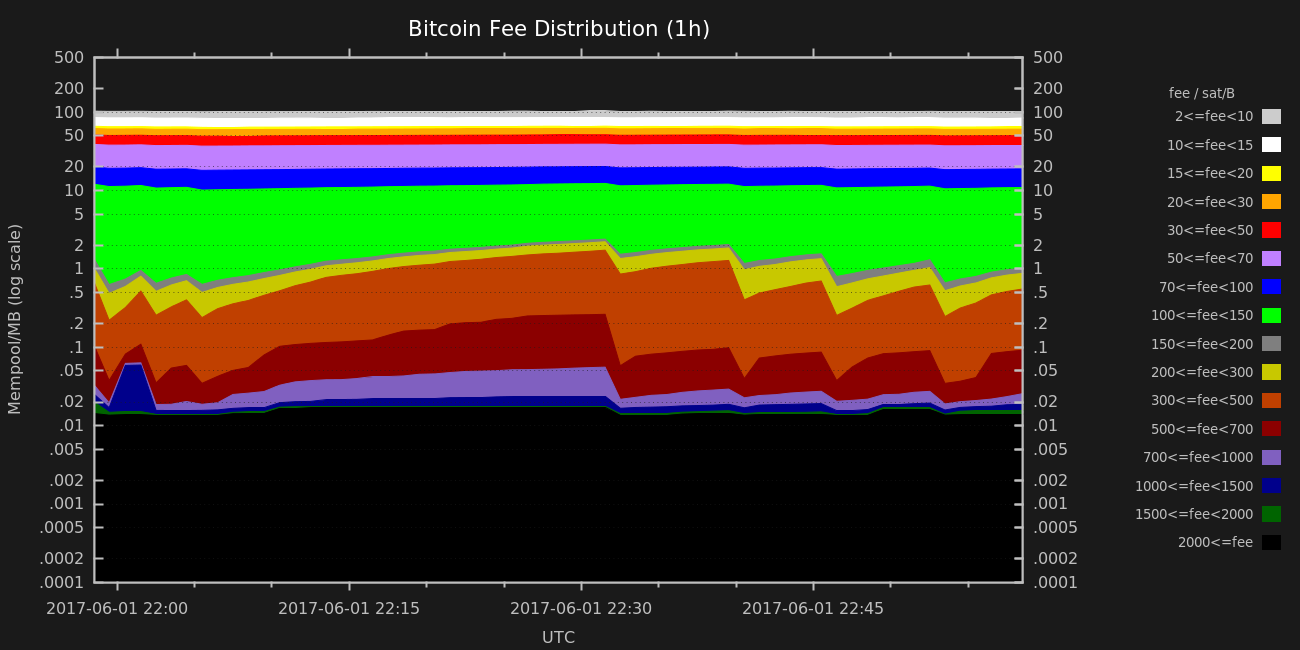 Bitcoin Fee Distribution (1h)
500
200
100
50
20
10
5
2
1
.5
.2
.1
.05
.02
.01
.005
.002
.001
.0005
.0002
.0001
Mempool/MB (log scale)
500
200
100
50
20
10
5
2
1
.5
.2
.1
.05
.02
.01
.005
.002
.001
.0005
.0002
.0001
2017-06-01 22:00 2017-06-01 22:15 2017-06-01 22:30 2017-06-01 22:45
UTC
fee / sat/B
2<=fee<10
10<=fee<15
15<=fee<20
20<=fee<30
30<=fee<50
50<=fee<70
70<=fee<100
100<=fee<150
150<=fee<200
200<=fee<300
300<=fee<500
500<=fee<700
700<=fee<1000
1000<=fee<1500
1500<=fee<2000
2000<=fee